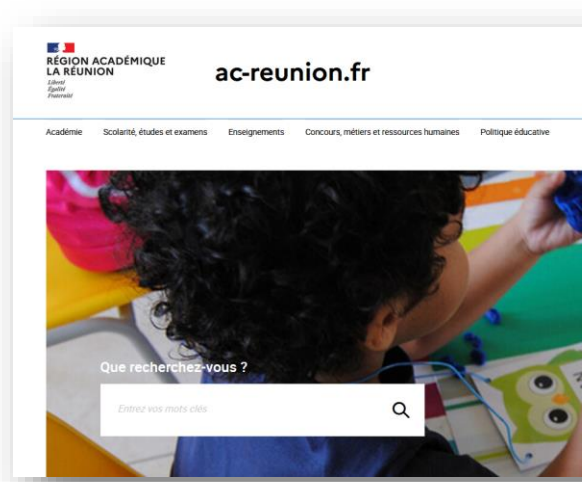 RÉGION ACADÉMIQUE
LA RÉUNION
Liberté
Égalité
Fraternité
ac-reunion.fr
Académie
Scolarité, études et examens
Enseignements
Concours, métiers et ressources humaines
Politique éducative
Que recherchez-vous ?
Entrez vos mots clés